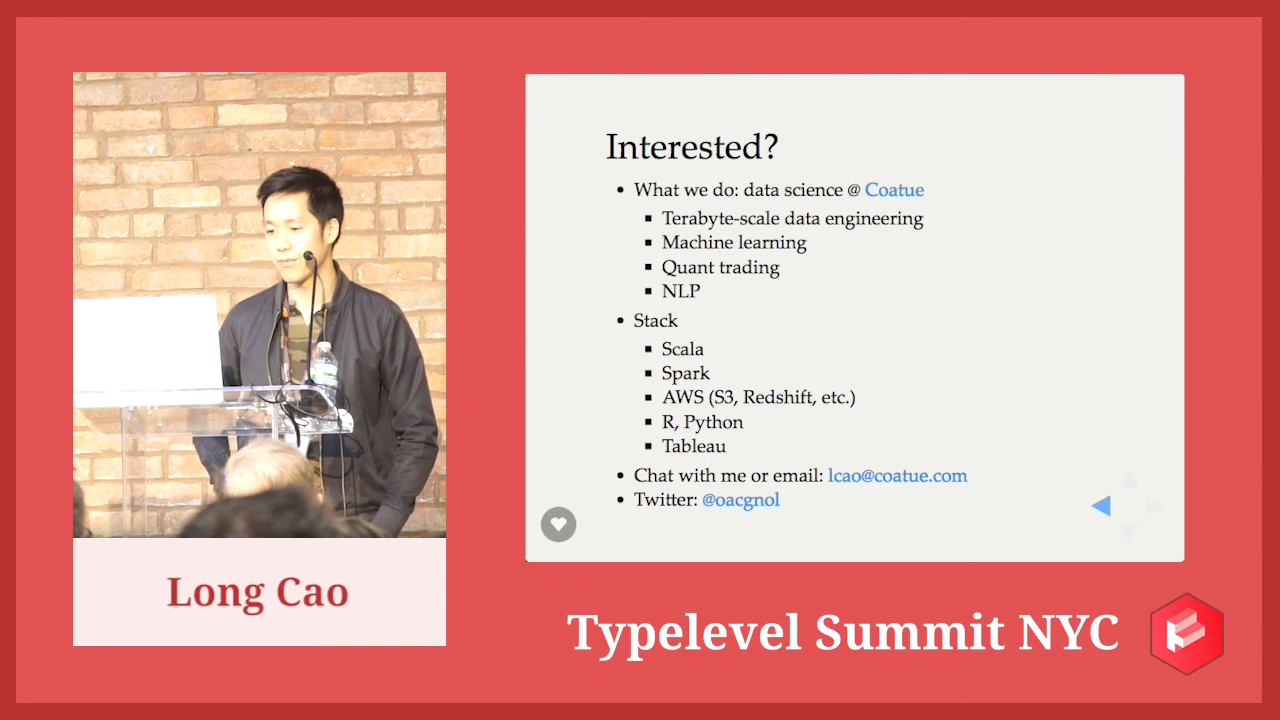 Interested?
• What we do: data science @ Coatue
▪ Terabyte-scale data engineering
▪ Machine learning
▪ Quant trading
▪ NLP
• Stack
▪ Scala
▪ Spark
▪ AWS (S3, Redshift, etc.)
▪ R, Python
▪ Tableau
• Chat with me or email: lcao@coatue.com
• Twitter: @oacgnol
Long Cao
Typelevel Summit NYC